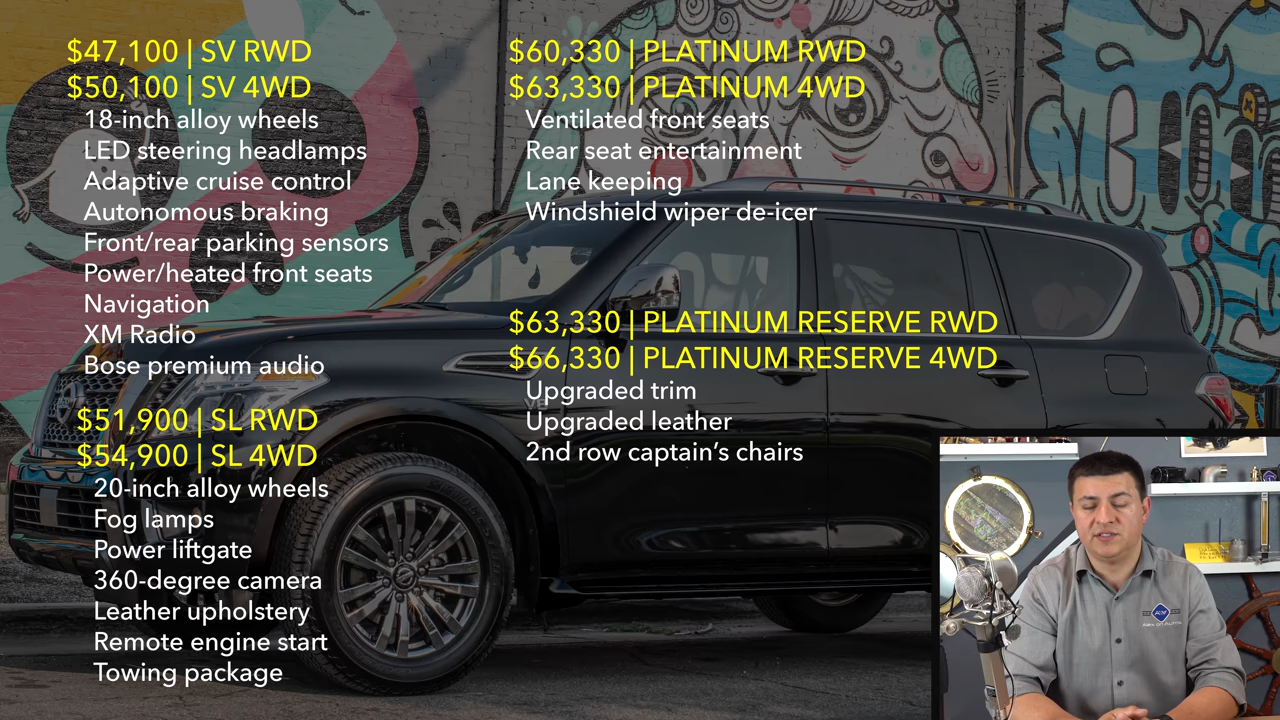 $47,100 | SV RWD
$50,100 | SV 4WD
18-inch alloy wheels
LED steering headlamps
Adaptive cruise control
Autonomous braking
Front/rear parking sensors
Power/heated front seats
Navigation
XM Radio
Bose premium audio
$51,900 | SL RWD
$54,900 | SL 4WD
20-inch alloy wheels
Fog lamps
Power liftgate
360-degree camera
Leather upholstery
Remote engine start
Towing package
$60,330 | PLATINUM RWD
$63,330 | PLATINUM 4WD
Ventilated front seats
Rear seat entertainment
Lane keeping
Windshield wiper de-icer
$63,330 | PLATINUM RESERVE RWD
$66,330 | PLATINUM RESERVE 4WD
Upgraded trim
Upgraded leather
2nd row captain’s chairs
Alex on Autos